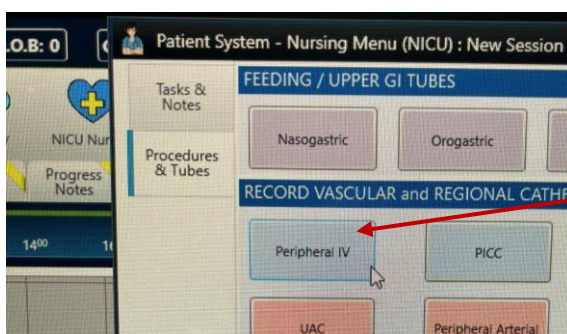 .O.B: 0
Patient System - Nursing Menu (NICU) : New Session
Tasks &
Notes
FEEDING / UPPER GI TUBES
NICU Nur
Nasogastric
Orogastric
Procedures
& Tubes
Progress
Notes
RECORD VASCULAR and REGIONAL CATHE
14⁰⁰
Peripheral IV
PICC
UAC
Peripheral Arterial